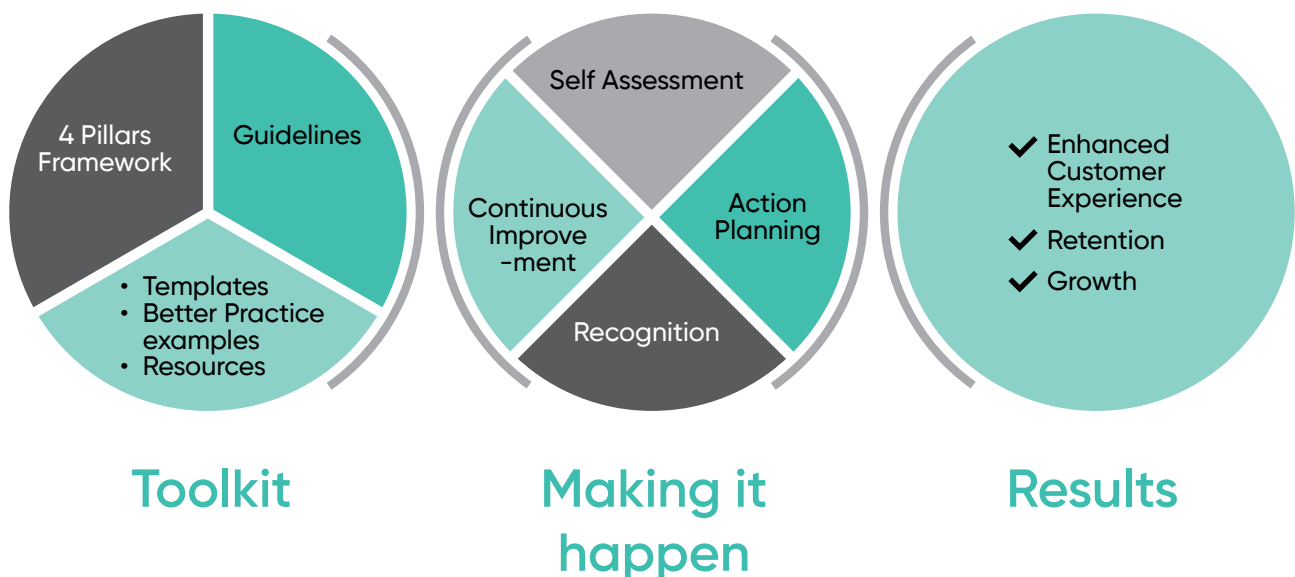 4 Pillars
Framework
Guidelines
• Templates
• Better Practice
examples
• Resources
Toolkit
Self Assessment
Continuous
Improve
-ment
Action
Planning
Recognition
Making it
happen
✓ Enhanced
Customer
Experience
✓ Retention
✓ Growth
Results